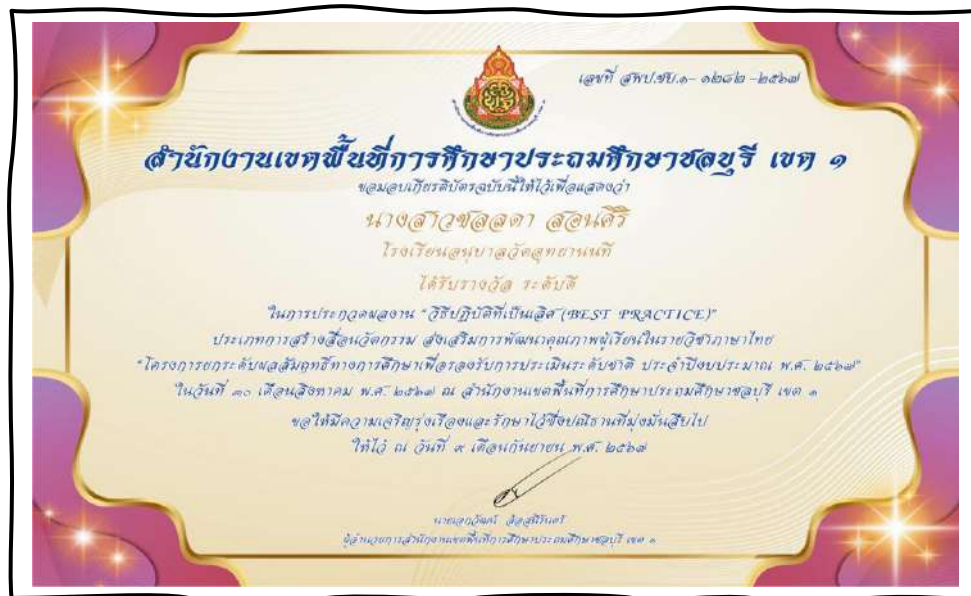 เลขที่ สพป.ชบ.๑- ๑๒๘๒ -๒๕๖๗
สำนักงานเขตพื้นที่การศึกษาประถมศึกษาชลบุรี เขต ๑
ขอมอบเกียรติบัตรฉบับนี้ให้ไว้เพื่อแสดงว่า
นางสาวชลลดา สอนศิริ
โรงเรียนอนุบาลวัดอุทยานนที
ได้รับรางวัล ระดับดี
ในการประกวดผลงาน "วิธีปฏิบัติที่เป็นเลิศ (BEST PRACTICE)"
ประเภทการสร้างสื่อนวัตกรรม ส่งเสริมการพัฒนาคุณภาพผู้เรียนในรายวิชาภาษาไทย
"โครงการยกระดับผลสัมฤทธิ์ทางการศึกษาเพื่อรองรับการประเมินระดับชาติ ประจำปีงบประมาณ พ.ศ. ๒๕๖๗"
ในวันที่ ๓๐ เดือนสิงหาคม พ.ศ. ๒๕๖๗ ณ สำนักงานเขตพื้นที่การศึกษาประถมศึกษาชลบุรี เขต ๑
ขอให้มีความเจริญรุ่งเรืองและรักษาไว้ซึ่งปณิธานที่มุ่งมั่นสืบไป
ให้ไว้ ณ วันที่ ๙ เดือนกันยายน พ.ศ. ๒๕๖๗
ผู้อำนวยการสำนักงานเขตพื้นที่การศึกษาประถมศึกษาชลบุรี เขต ๑